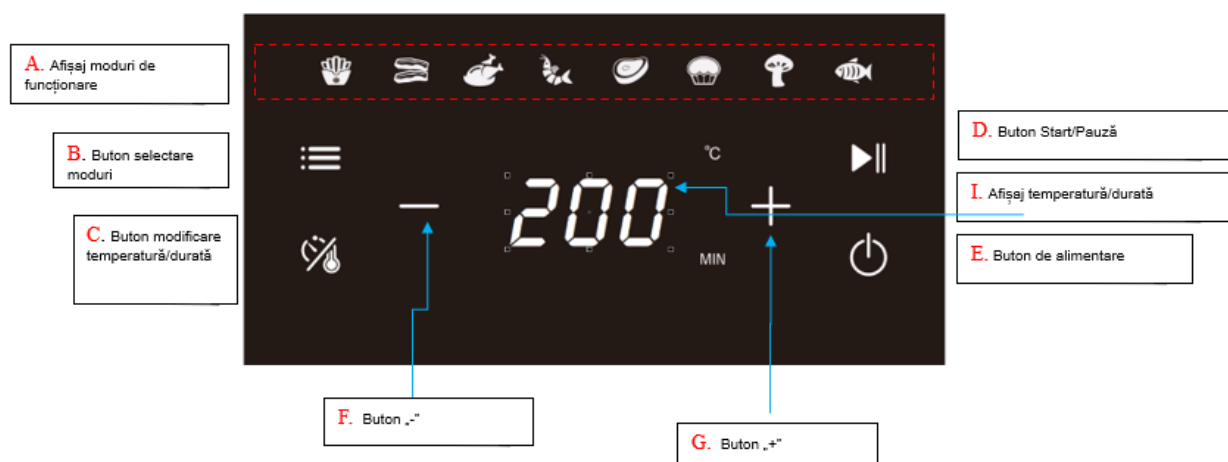 A. Afișaj moduri de
funcționare
B. Buton selectare
moduri
C. Buton modificare
temperatură/durată
°C
200
MIN
D. Buton Start/Pauză
I. Afișaj temperatură/durată
E. Buton de alimentare
F. Buton „-”
G. Buton „+”